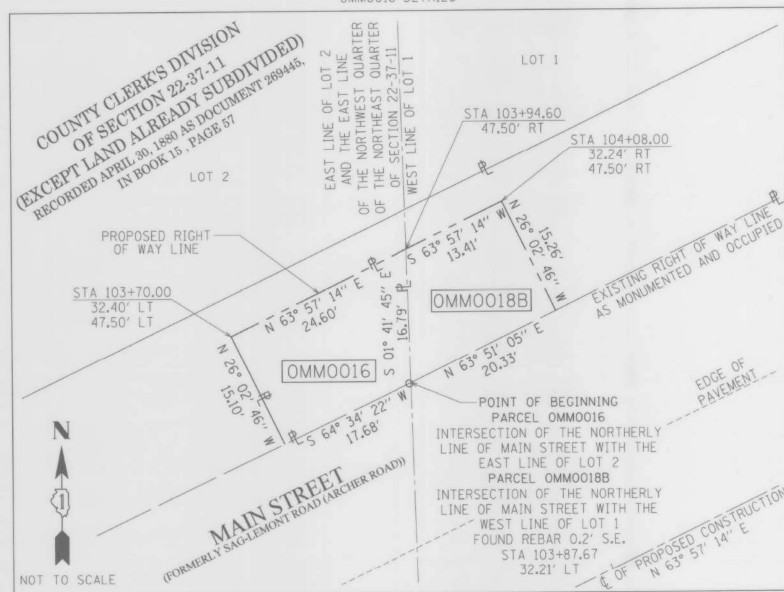 COUNTY CLERK'S DIVISION
OF SECTION 22-37-11
(EXCEPT LAND ALREADY SUBDIVIDED)
RECORDED APRIL 30, 1880 AS DOCUMENT 269445,
IN BOOK 15, PAGE 57
LOT 2
EAST LINE OF LOT 2
AND THE EAST LINE
OF THE NORTHWEST QUARTER
OF THE NORTHEAST QUARTER
OF SECTION 22-37-11
WEST LINE OF LOT 1
LOT 1
STA 103+94.60
47.50' RT
STA 104+08.00
32.24' RT
47.50' RT
PROPOSED RIGHT
OF WAY LINE
STA 103+70.00
32.40' LT
47.50' LT
N 63° 57' 14" E
24.60'
S 63° 57' 14" W
13.41'
N 26° 02' 46" W
15.26'
S 01° 41' 45" E
16.79'
OMM0018B
OMM0016
N 26° 02' 46" W
15.10'
S 64° 34' 22" W
17.68'
N 63° 51' 05" E
20.33'
EXISTING RIGHT OF WAY LINE
AS MONUMENTED AND OCCUPIED
EDGE OF
PAVEMENT
POINT OF BEGINNING
PARCEL OMM0016
INTERSECTION OF THE NORTHERLY
LINE OF MAIN STREET WITH THE
EAST LINE OF LOT 2
PARCEL OMM0018B
INTERSECTION OF THE NORTHERLY
LINE OF MAIN STREET WITH THE
WEST LINE OF LOT 1
FOUND REBAR 0.2' S.E.
STA 103+87.67
32.21' LT
MAIN STREET
(FORMERLY SAG-LEMONT ROAD (ARCHER ROAD))
℄ OF PROPOSED CONSTRUCTION
N 63° 57' 14" E
N
1
NOT TO SCALE